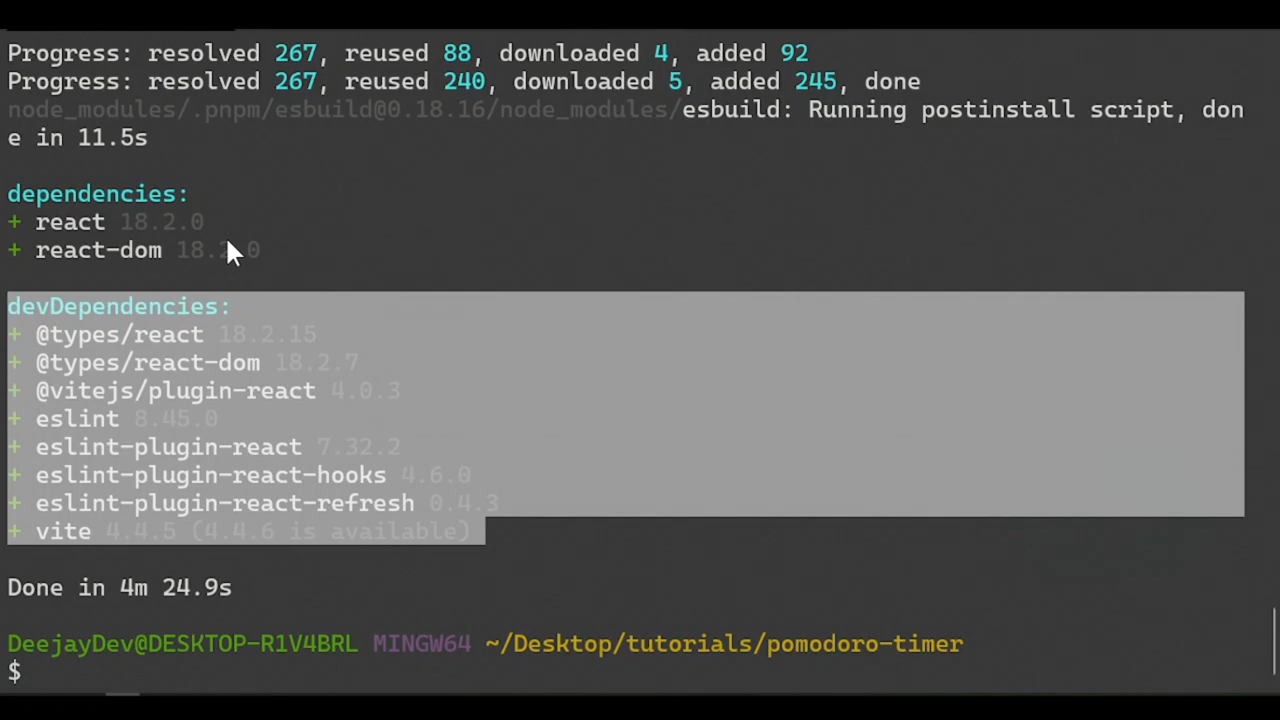 Progress: resolved 267, reused 88, downloaded 4, added 92
Progress: resolved 267, reused 240, downloaded 5, added 245, done
node_modules/.pnpm/esbuild@0.18.16/node_modules/esbuild: Running postinstall script, don
e in 11.5s
dependencies:
+ react 18.2.0
+ react-dom 18.2.0
devDependencies:
+ @types/react 18.2.15
+ @types/react-dom 18.2.7
+ @vitejs/plugin-react 4.0.3
+ eslint 8.45.0
+ eslint-plugin-react 7.32.2
+ eslint-plugin-react-hooks 4.6.0
+ eslint-plugin-react-refresh 0.4.3
+ vite 4.4.5 (4.4.6 is available)
Done in 4m 24.9s
DeejayDev@DESKTOP-R1V4BRL MINGW64 ~/Desktop/tutorials/pomodoro-timer
$